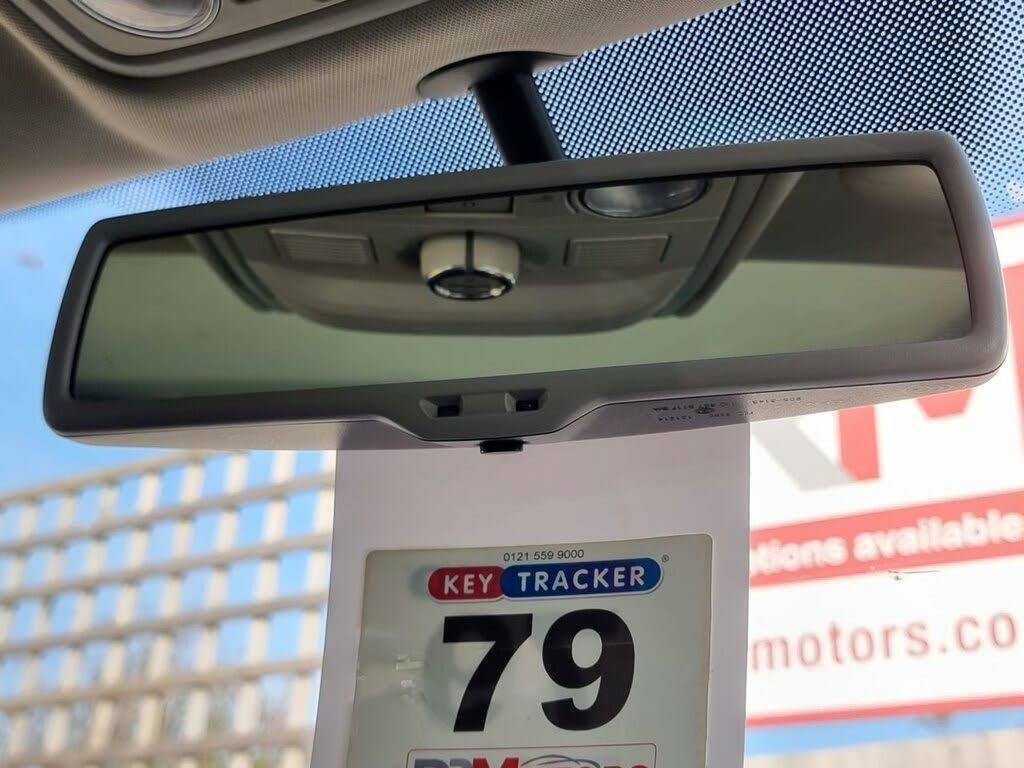 0121 559 9000
KEY TRACKER®
79
M
tions available
motors.co